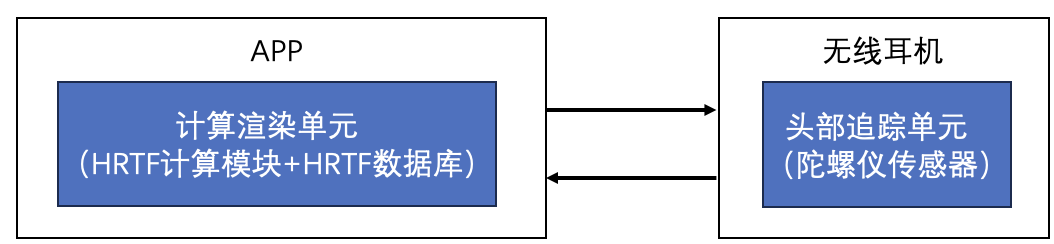 APP
计算渲染单元
（HRTF计算模块+HRTF数据库）
无线耳机
头部追踪单元
（陀螺仪传感器）